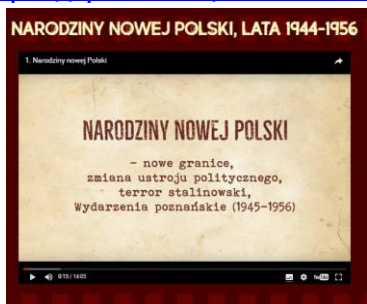 NARODZINY NOWEJ POLSKI, LATA 1944-1956
1. Narodziny nowej Polski
NARODZINY NOWEJ POLSKI
– nowe granice,
zmiana ustroju politycznego,
terror stalinowski,
Wydarzenia poznańskie (1945-1956)
0:15 / 14:05